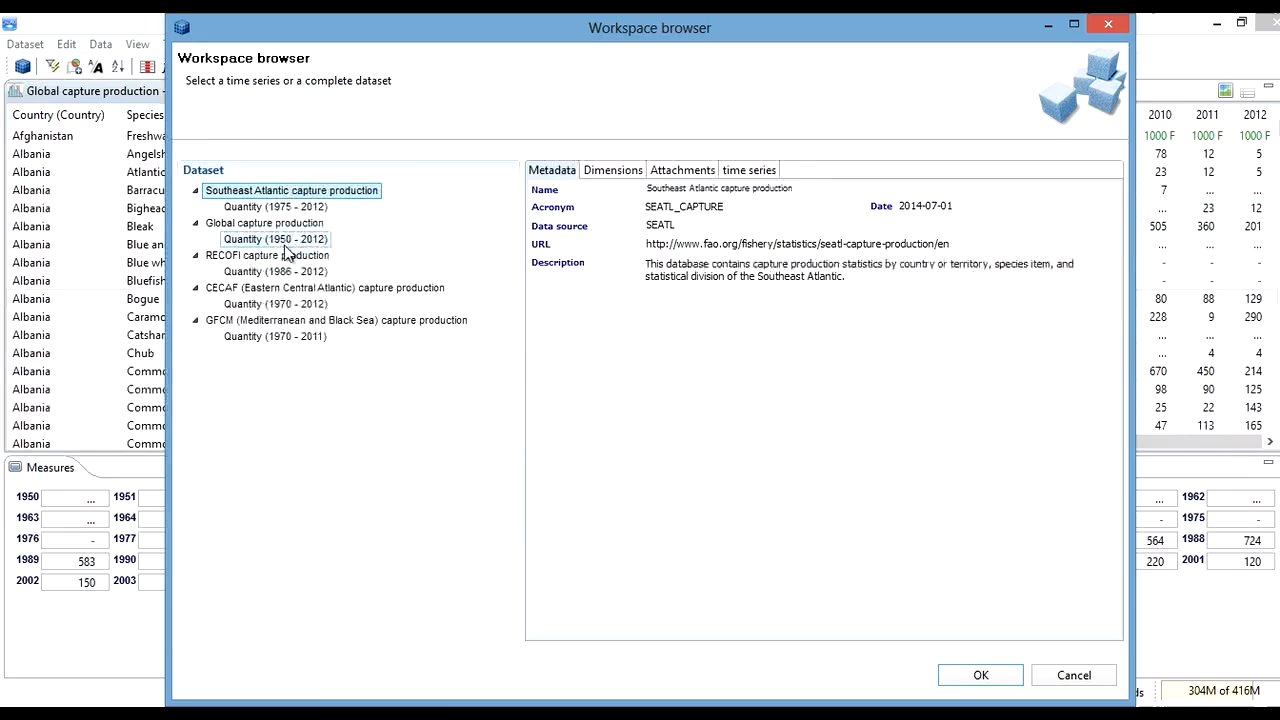 Workspace browser
Dataset Edit Data View
Workspace browser
Select a time series or a complete dataset
Global capture production -
Country (Country) Species 2010 2011 2012
Afghanistan Freshwa 1000 F 1000 F 1000 F
Albania Angelsh 78 12 5
Albania Atlantic 23 12 5
Albania Barracu 7 ... ...
Albania Bighea ... 23 12
Albania Bleak 505 360 201
Albania Blue an ... ... ...
Albania Blue wh - - -
Albania Bluefish - - -
Albania Bogue 80 88 129
Albania Caramo 228 9 290
Albania Catshar ... ... ...
Albania Chub ... 4 4
Albania Commo 670 450 214
Albania Commo 98 90 125
Albania Commo 25 22 143
Albania Commo 47 113 165
Albania Commo
Dataset
Southeast Atlantic capture production
Quantity (1975 - 2012)
Global capture production
Quantity (1950 - 2012)
RECOFI capture production
Quantity (1986 - 2012)
CECAF (Eastern Central Atlantic) capture production
Quantity (1970 - 2012)
GFCM (Mediterranean and Black Sea) capture production
Quantity (1970 - 2011)
Metadata Dimensions Attachments time series
Name Southeast Atlantic capture production
Acronym SEATL_CAPTURE Date 2014-07-01
Data source SEATL
URL http://www.fao.org/fishery/statistics/seatl-capture-production/en
Description This database contains capture production statistics by country or territory, species item, and
statistical division of the Southeast Atlantic.
Measures
1950 ... 1951 ... 1962 ...
1963 ... 1964 - 1975 -
1976 - 1977 564 1988 724
1989 583 1990 220 2001 120
2002 150 2003
OK Cancel
ds 304M of 416M